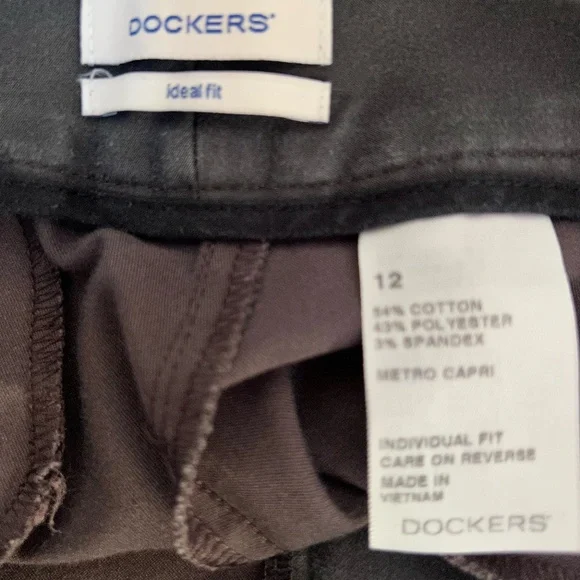 DOCKERS®
ideal fit
12
54% COTTON
43% POLYESTER
3% SPANDEX
METRO CAPRI
INDIVIDUAL FIT
CARE ON REVERSE
MADE IN
VIETNAM
DOCKERS®